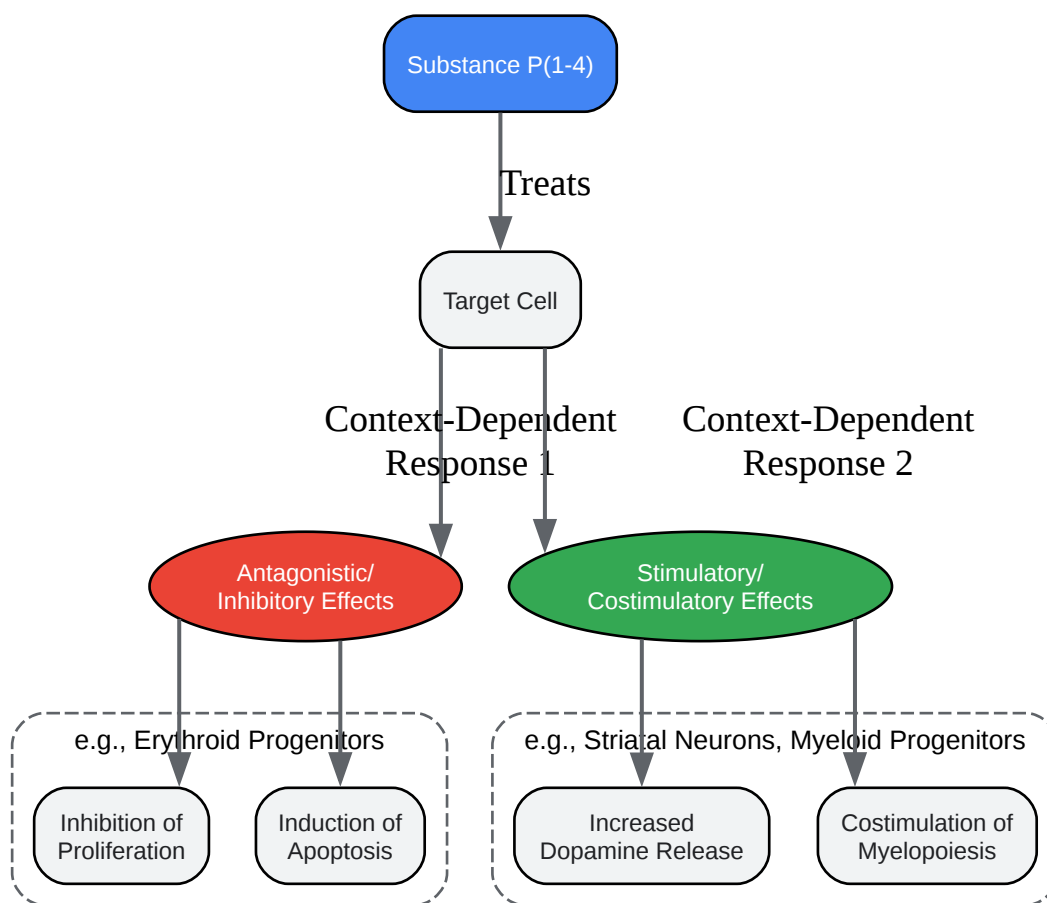 Substance P(1-4)
Treats
Target Cell
Context-Dependent
Response 1
Context-Dependent
Response 2
Antagonistic/
Inhibitory Effects
Stimulatory/
Costimulatory Effects
e.g., Erythroid Progenitors
e.g., Striatal Neurons, Myeloid Progenitors
Inhibition of
Proliferation
Induction of
Apoptosis
Increased
Dopamine Release
Costimulation of
Myelopoiesis